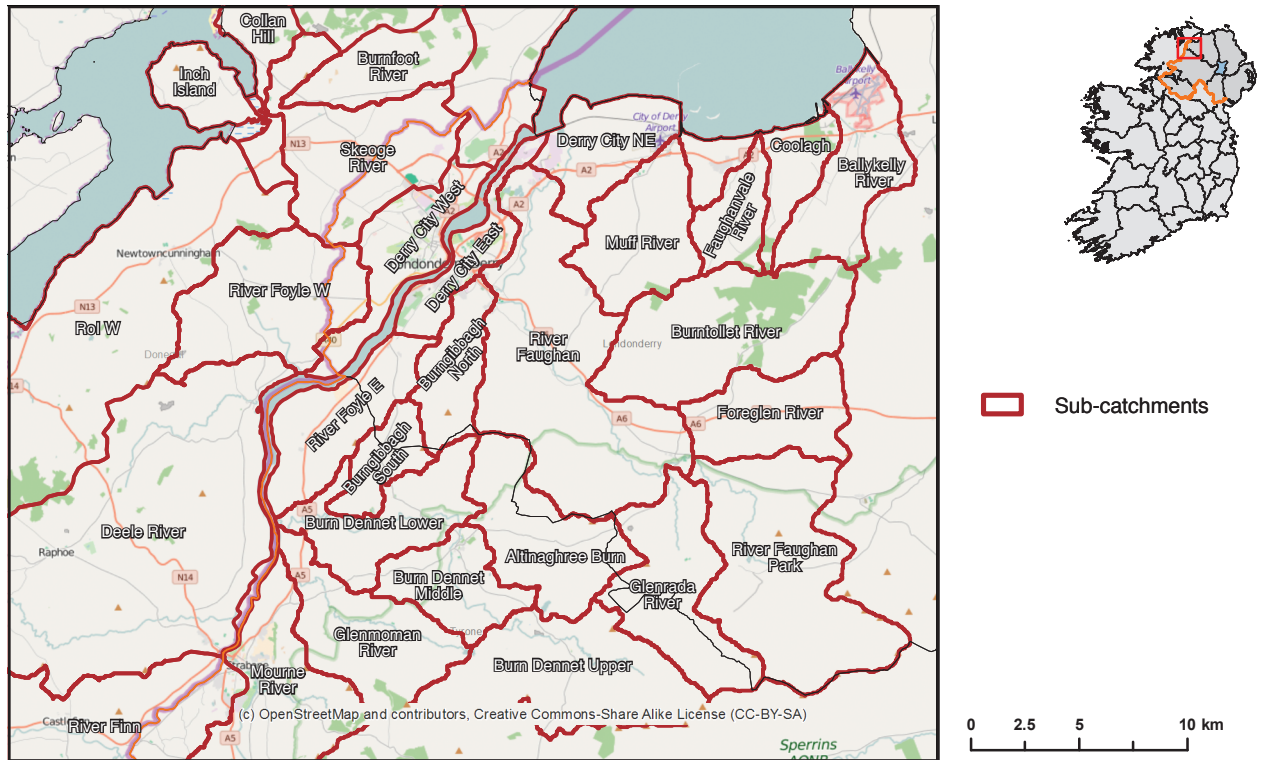 Collan
Hill
Burnfoot
River
Inch
Island
Ballykelly
Airport
City of Derry
Airport
N13
Skeoge
River
A2
Derry City NE
A2
Coolagh
Ballykelly
River
Derry City West
A2
Faughanvale
River
Muff River
Derry City East
Newtowncunningham
River Foyle W
N13
Rol W
Burngibbagh
North
River
Faughan
Londonderry
Burntollet River
River Foyle E
A6
A6
Foreglen River
Burngibbagh
South
A5
Burn Dennet Lower
Deele River
Raphoe
N14
A5
Altinaghree Burn
River Faughan
Park
Burn Dennet
Middle
Glenrada
River
Glenmoman
River
Tyrone
Burn Dennet Upper
Strabane
Mourne
River
River Finn
A5
(c) OpenStreetMap and contributors, Creative Commons-Share Alike License (CC-BY-SA)
Sperrins
AONB
Sub-catchments
0 2.5 5 10 km